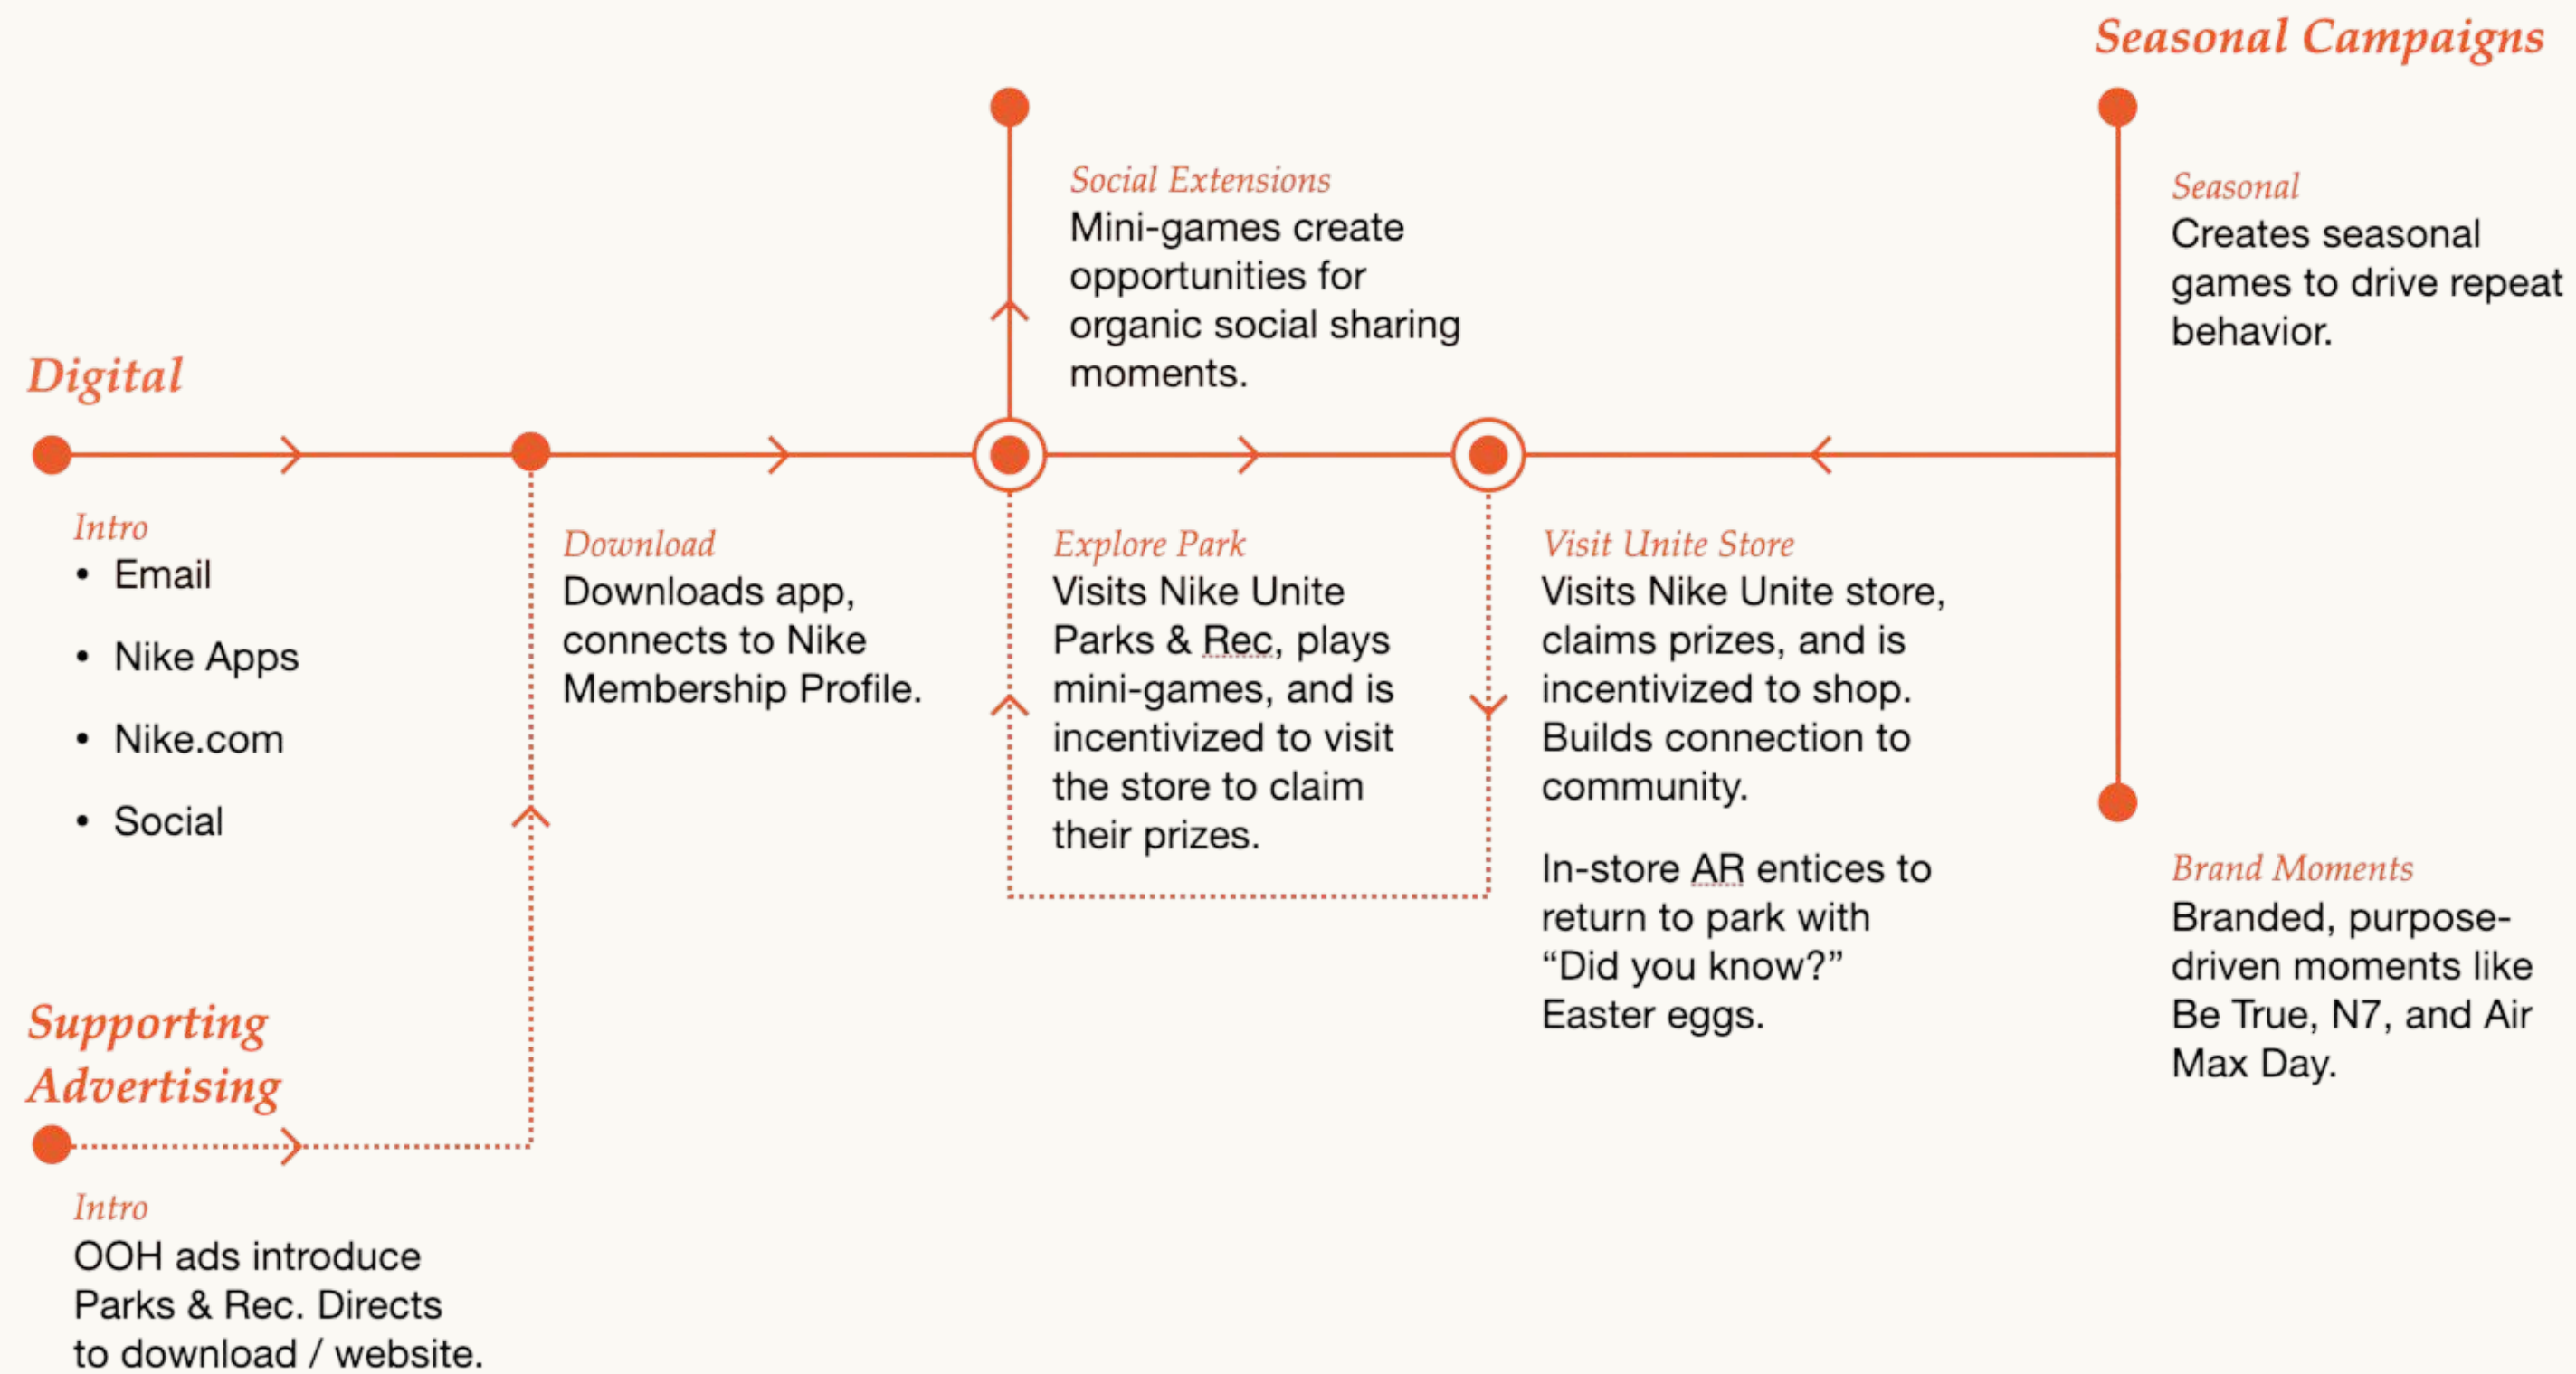 Seasonal Campaigns
Social Extensions
Mini-games create
opportunities for
organic social sharing
moments.
Seasonal
Creates seasonal
games to drive repeat
behavior.
Digital
Intro
• Email
• Nike Apps
• Nike.com
• Social
Download
Downloads app,
connects to Nike
Membership Profile.
Explore Park
Visits Nike Unite
Parks & Rec, plays
mini-games, and is
incentivized to visit
the store to claim
their prizes.
Visit Unite Store
Visits Nike Unite store,
claims prizes, and is
incentivized to shop.
Builds connection to
community.
In-store AR entices to
return to park with
“Did you know?”
Easter eggs.
Brand Moments
Branded, purpose-
driven moments like
Be True, N7, and Air
Max Day.
Supporting
Advertising
Intro
OOH ads introduce
Parks & Rec. Directs
to download / website.